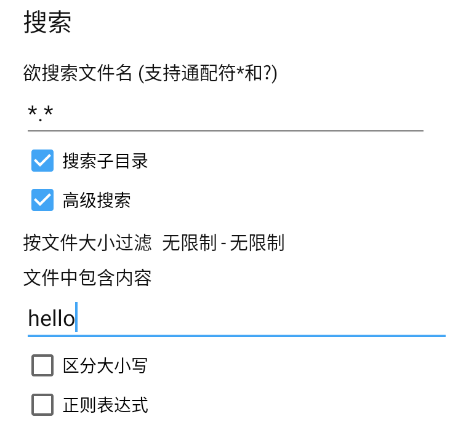 搜索
欲搜索文件名 (支持通配符*和?)
*.*
搜索子目录
高级搜索
按文件大小过滤 无限制 - 无限制
文件中包含内容
hello
区分大小写
正则表达式